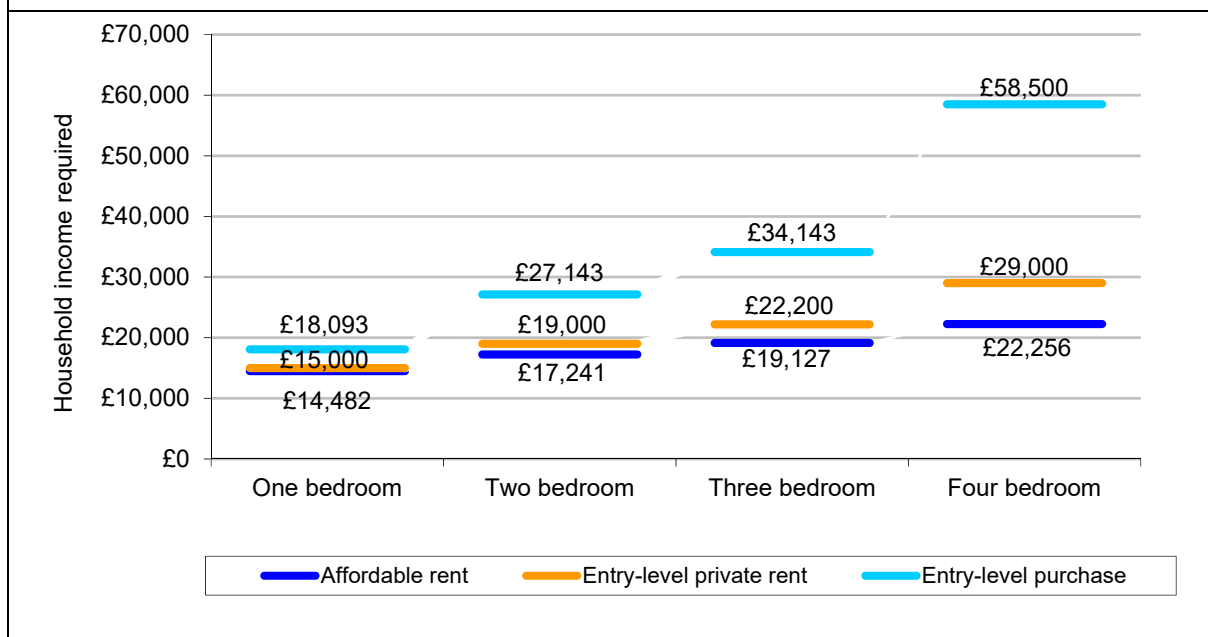 £70,000
£60,000
£50,000
£40,000
£30,000
£20,000
£10,000
£0
Household income required
£18,093
£15,000
£14,482
£27,143
£19,000
£17,241
£34,143
£22,200
£19,127
£58,500
£29,000
£22,256
One bedroom
Two bedroom
Three bedroom
Four bedroom
Affordable rent
Entry-level private rent
Entry-level purchase